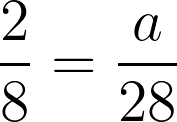 2/8 = a/28